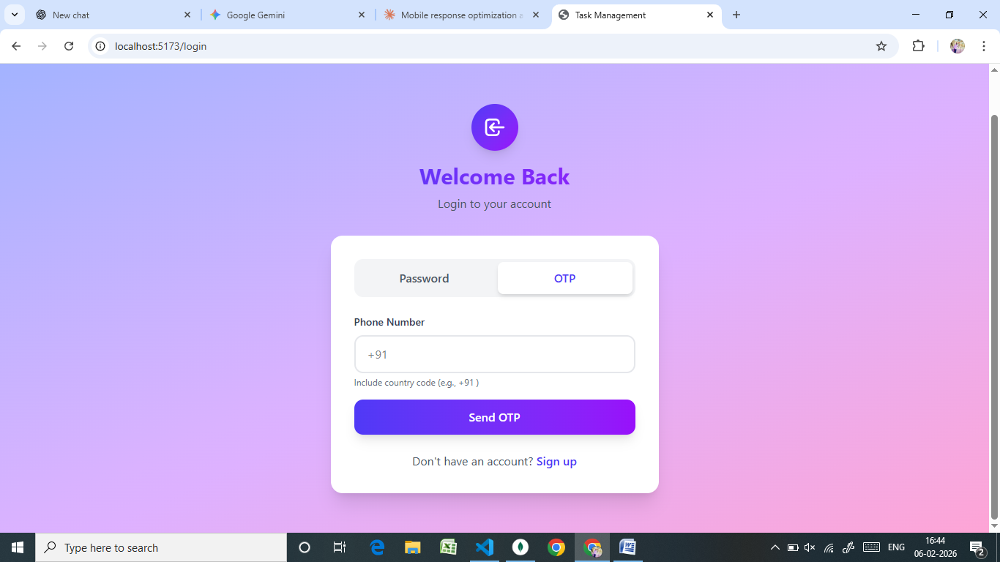 New chat
Google Gemini
Mobile response optimization a
Task Management
localhost:5173/login
Welcome Back
Login to your account
Password
OTP
Phone Number
+91
Include country code (e.g., +91 )
Send OTP
Don't have an account? Sign up
Type here to search
ENG
16:44
06-02-2026
2